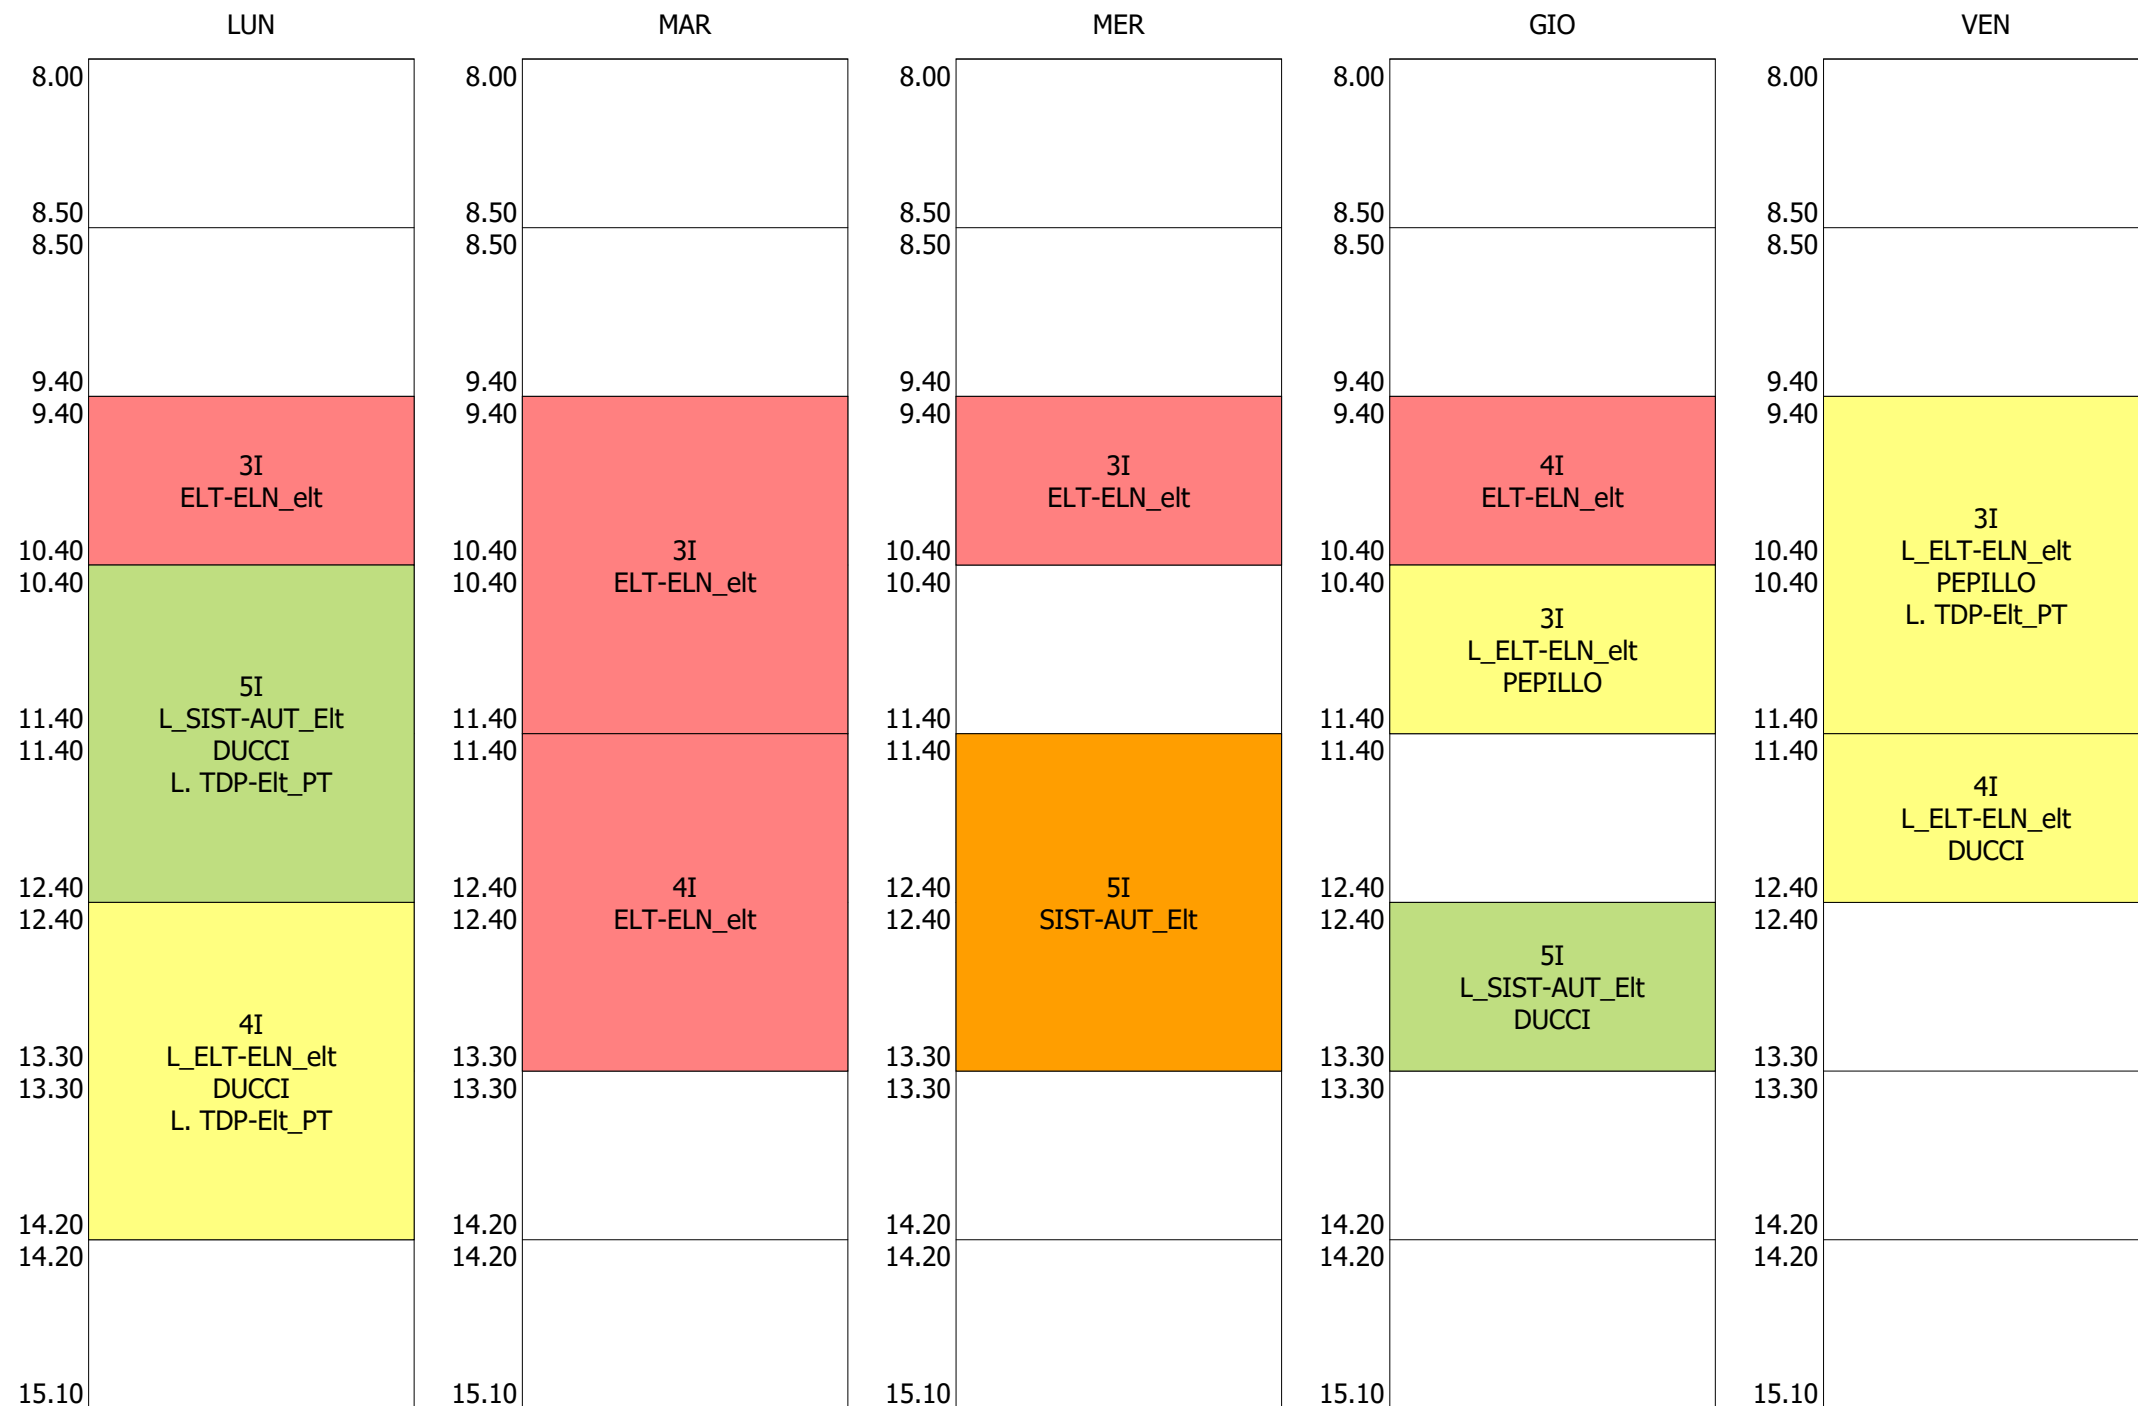 LUN
8.00
8.50
8.50
9.40
9.40
3I
ELT-ELN_elt
10.40
10.40
5I
L_SIST-AUT_Elt
DUCCI
L. TDP-Elt_PT
11.40
11.40
12.40
12.40
4I
L_ELT-ELN_elt
DUCCI
L. TDP-Elt_PT
13.30
13.30
14.20
14.20
15.10
MAR
8.00
8.50
8.50
9.40
9.40
3I
ELT-ELN_elt
10.40
10.40
11.40
11.40
4I
ELT-ELN_elt
12.40
12.40
13.30
13.30
14.20
14.20
15.10
MER
8.00
8.50
8.50
9.40
9.40
3I
ELT-ELN_elt
10.40
10.40
11.40
11.40
5I
SIST-AUT_Elt
12.40
12.40
13.30
13.30
14.20
14.20
15.10
GIO
8.00
8.50
8.50
9.40
9.40
4I
ELT-ELN_elt
10.40
10.40
3I
L_ELT-ELN_elt
PEPILLO
11.40
11.40
12.40
12.40
5I
L_SIST-AUT_Elt
DUCCI
13.30
13.30
14.20
14.20
15.10
VEN
8.00
8.50
8.50
9.40
9.40
3I
L_ELT-ELN_elt
PEPILLO
L. TDP-Elt_PT
10.40
10.40
11.40
11.40
4I
L_ELT-ELN_elt
DUCCI
12.40
12.40
13.30
13.30
14.20
14.20
15.10